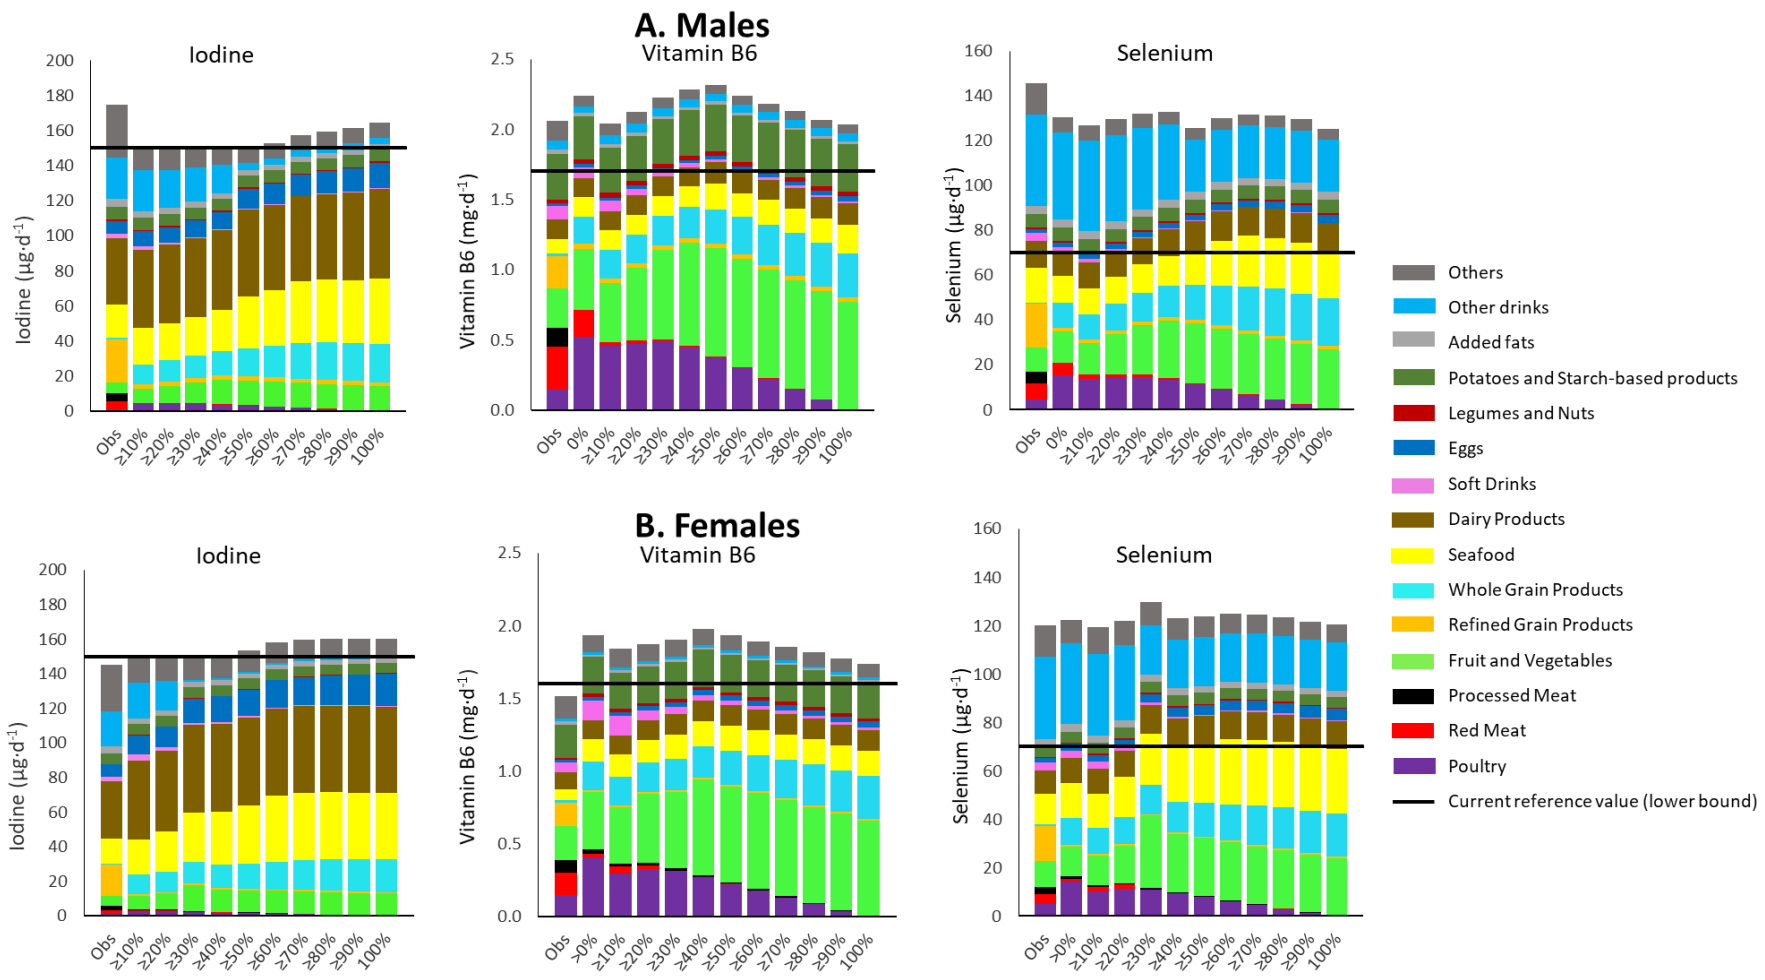 A. Males
Iodine
Vitamin B6
Selenium
Iodine (µg·d⁻¹)
200
180
160
140
120
100
80
60
40
20
0
Obs ≥10% ≥20% ≥30% ≥40% ≥50% ≥60% ≥70% ≥80% ≥90% 100%
Vitamin B6 (mg·d⁻¹)
2.5
2.0
1.5
1.0
0.5
0.0
Obs 0% ≥10% ≥20% ≥30% ≥40% ≥50% ≥60% ≥70% ≥80% ≥90% 100%
Selenium (µg·d⁻¹)
160
140
120
100
80
60
40
20
0
Obs 0% ≥10% ≥20% ≥30% ≥40% ≥50% ≥60% ≥70% ≥80% ≥90% 100%
B. Females
Iodine
Vitamin B6
Selenium
Iodine (µg·d⁻¹)
200
180
160
140
120
100
80
60
40
20
0
Obs ≥10% ≥20% ≥30% ≥40% ≥50% ≥60% ≥70% ≥80% ≥90% 100%
Vitamin B6 (mg·d⁻¹)
2.5
2.0
1.5
1.0
0.5
0.0
Obs >0% ≥10% ≥20% ≥30% ≥40% ≥50% ≥60% ≥70% ≥80% ≥90% 100%
Selenium (µg·d⁻¹)
160
140
120
100
80
60
40
20
0
Obs >0% ≥10% ≥20% ≥30% ≥40% ≥50% ≥60% ≥70% ≥80% ≥90% 100%
Others
Other drinks
Added fats
Potatoes and Starch-based products
Legumes and Nuts
Eggs
Soft Drinks
Dairy Products
Seafood
Whole Grain Products
Refined Grain Products
Fruit and Vegetables
Processed Meat
Red Meat
Poultry
Current reference value (lower bound)